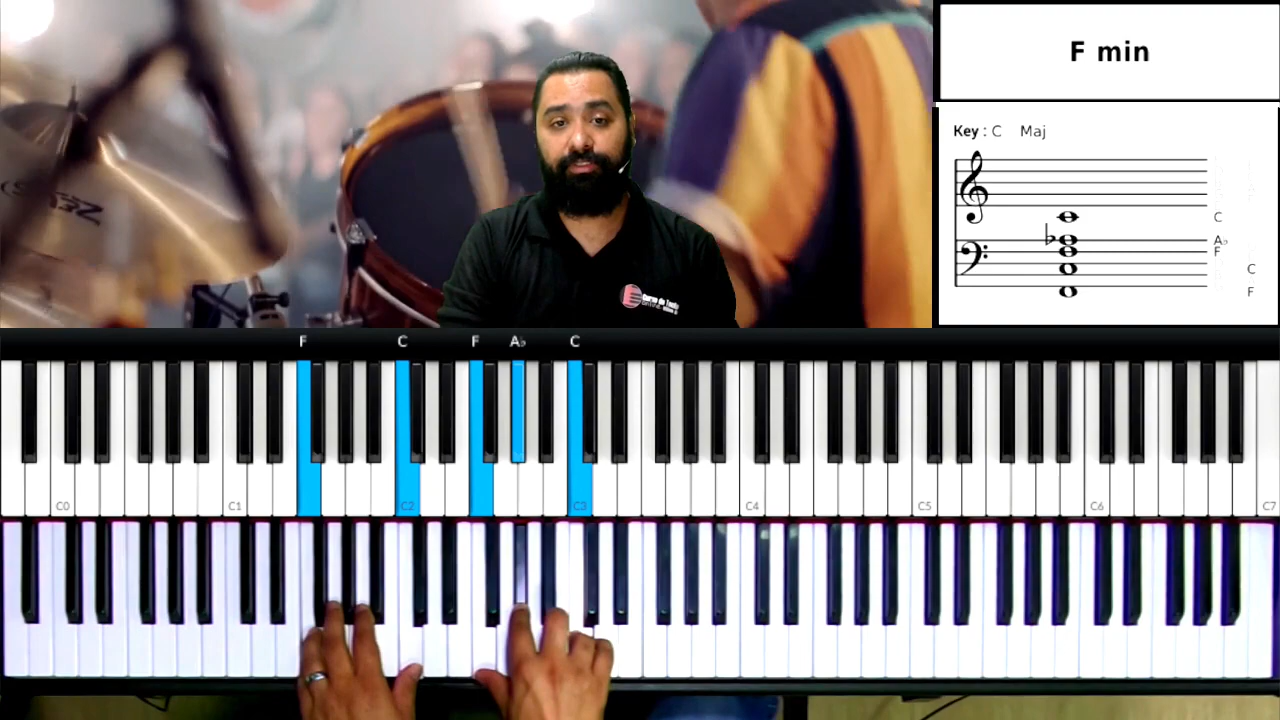 F min
Key : C Maj
C
A♭
F
C
F
F C F A♭ C
C0 C1 C2 C3 C4 C5 C6 C7